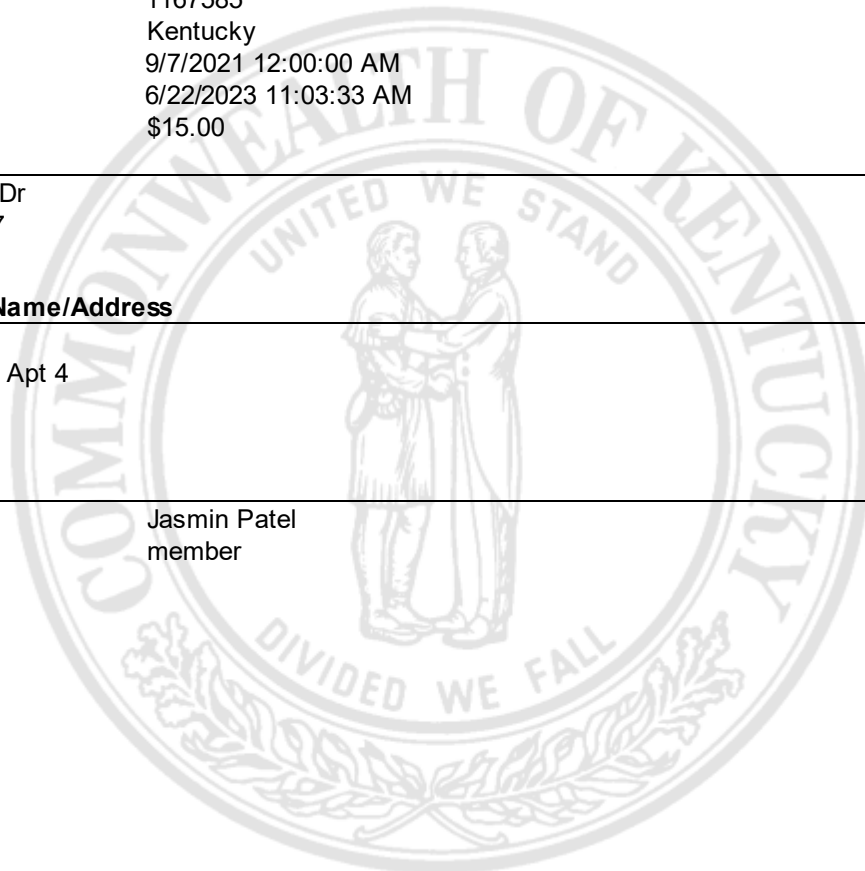 1167585
Kentucky
9/7/2021 12:00:00 AM
6/22/2023 11:03:33 AM
$15.00
Dr
Name/Address
Apt 4
Jasmin Patel
member
COMMONWEALTH OF KENTUCKY
UNITED WE STAND
DIVIDED WE FALL